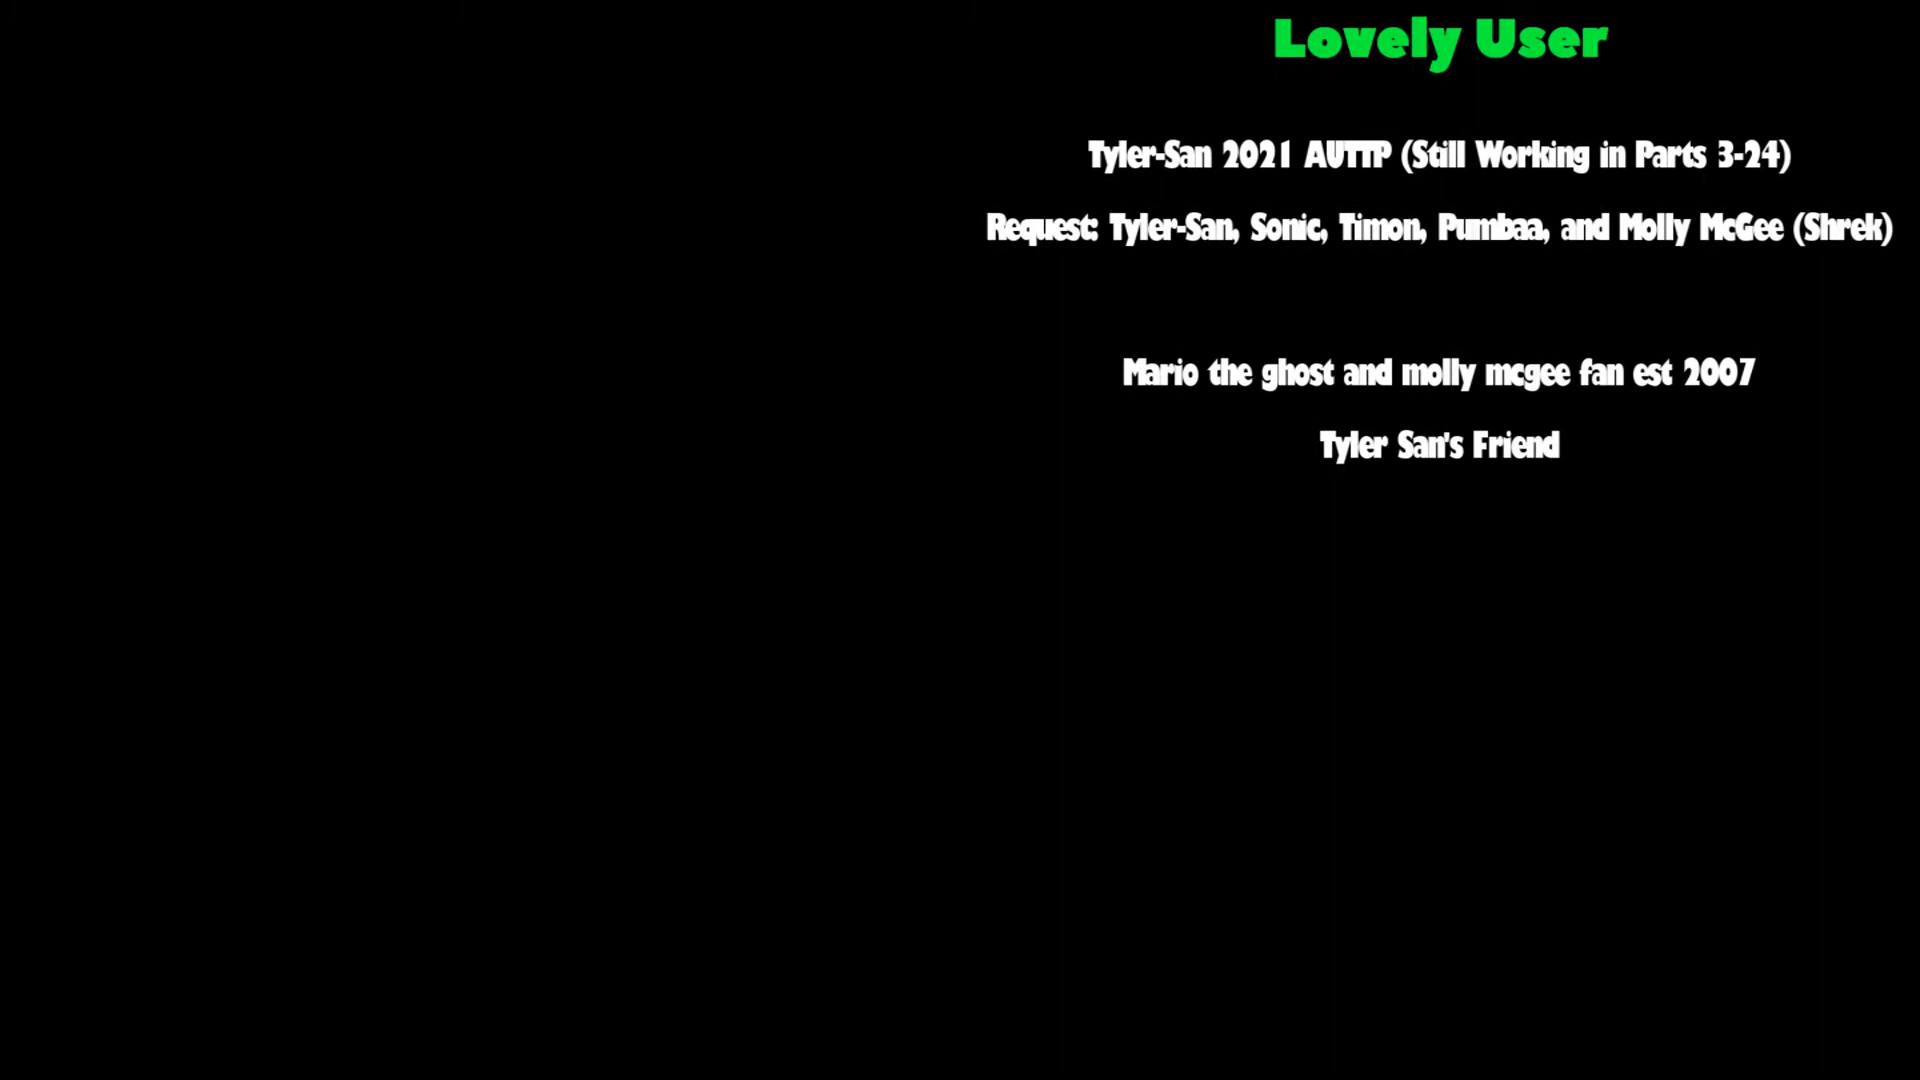 Lovely User
Tyler-San 2021 AUTTP (Still Working in Parts 3-24)
Request: Tyler-San, Sonic, Timon, Pumbaa, and Molly McGee (Shrek)
Mario the ghost and molly mcgee fan est 2007
Tyler San's Friend